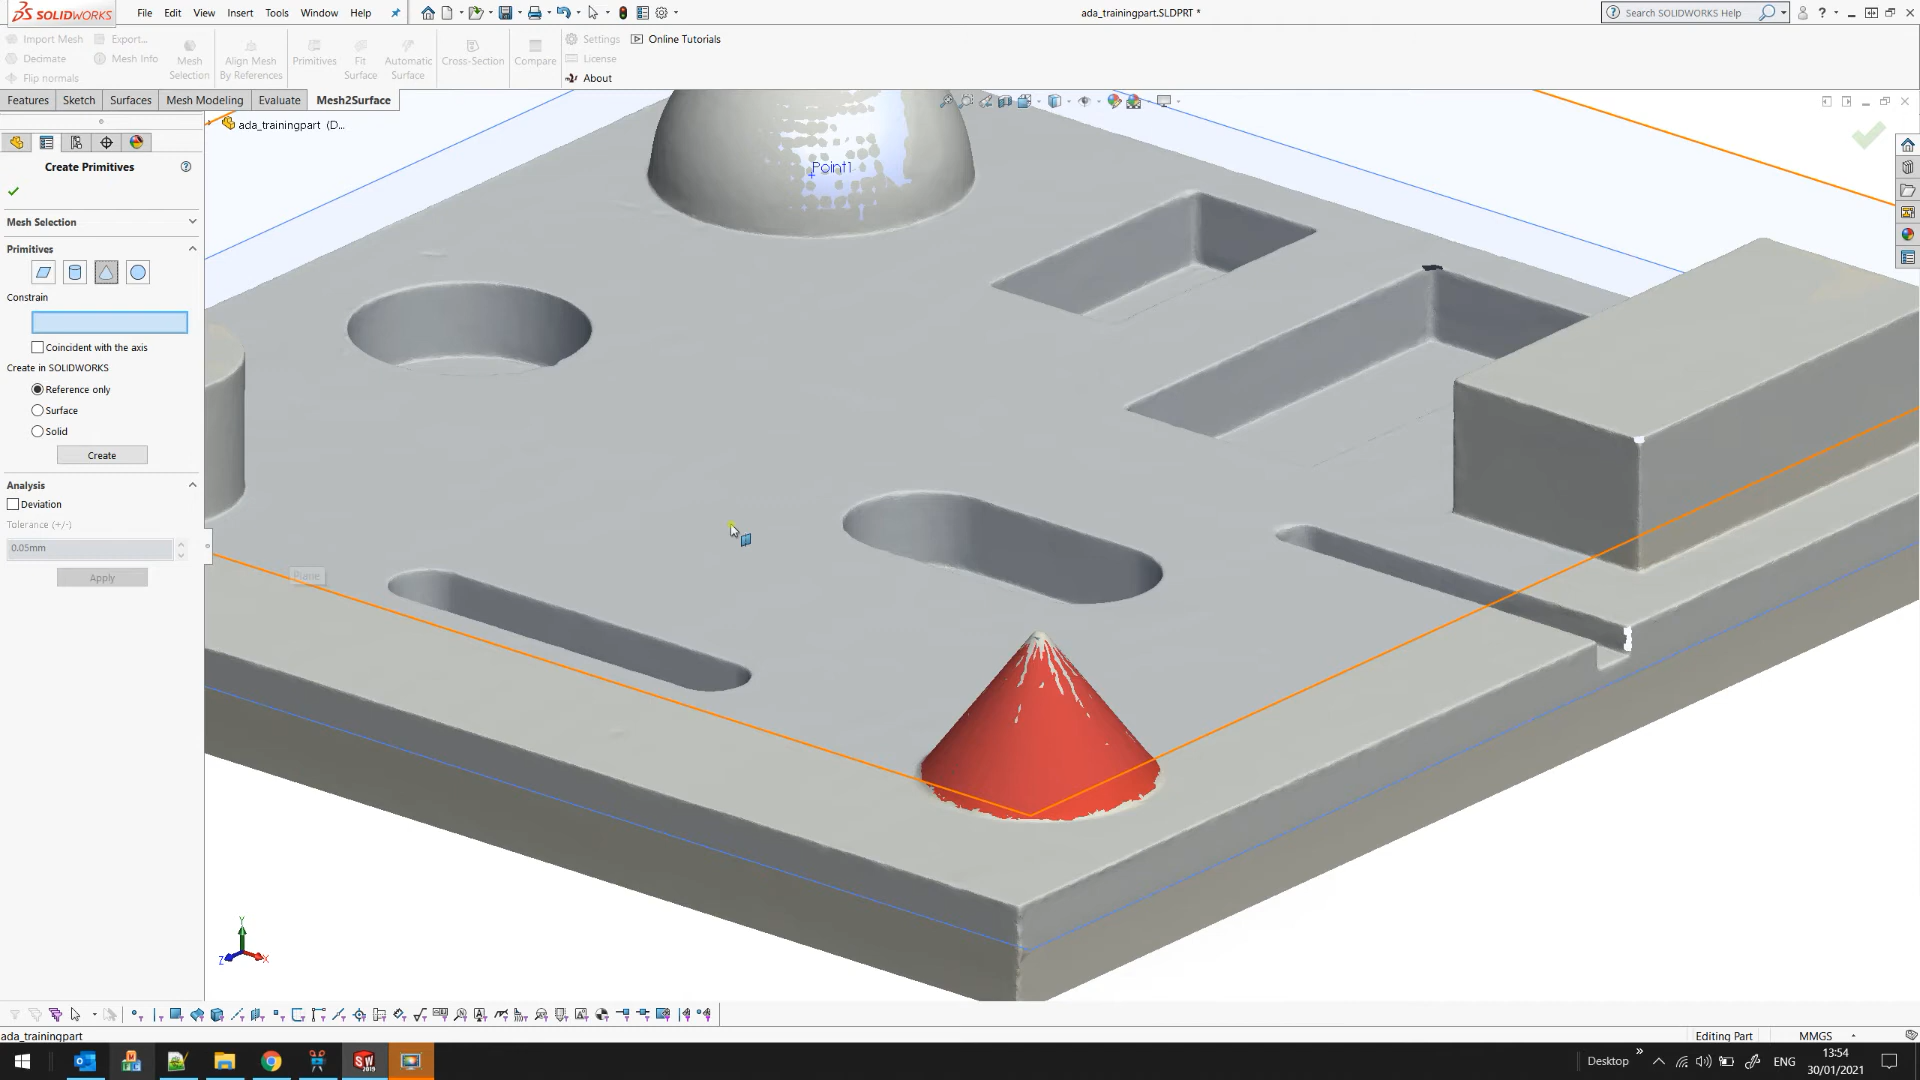 SOLIDWORKS File Edit View Insert Tools Window Help ada_trainingpart.SLDPRT * Search SOLIDWORKS Help
Import Mesh Export... Settings Online Tutorials
Decimate Mesh Info License
Flip normals About
Mesh Selection
Align Mesh By References
Primitives
Fit Surface
Automatic Surface
Cross-Section
Compare
Features Sketch Surfaces Mesh Modeling Evaluate Mesh2Surface
ada_trainingpart (D...
Create Primitives
Mesh Selection
Primitives
Constrain
Coincident with the axis
Create in SOLIDWORKS
Reference only
Surface
Solid
Create
Analysis
Deviation
Tolerance (+/-)
0.05mm
Apply
Point1
Plane
Y
Z X
ada_trainingpart Editing Part MMGS
SW 2019
Desktop ENG 13:54
30/01/2021